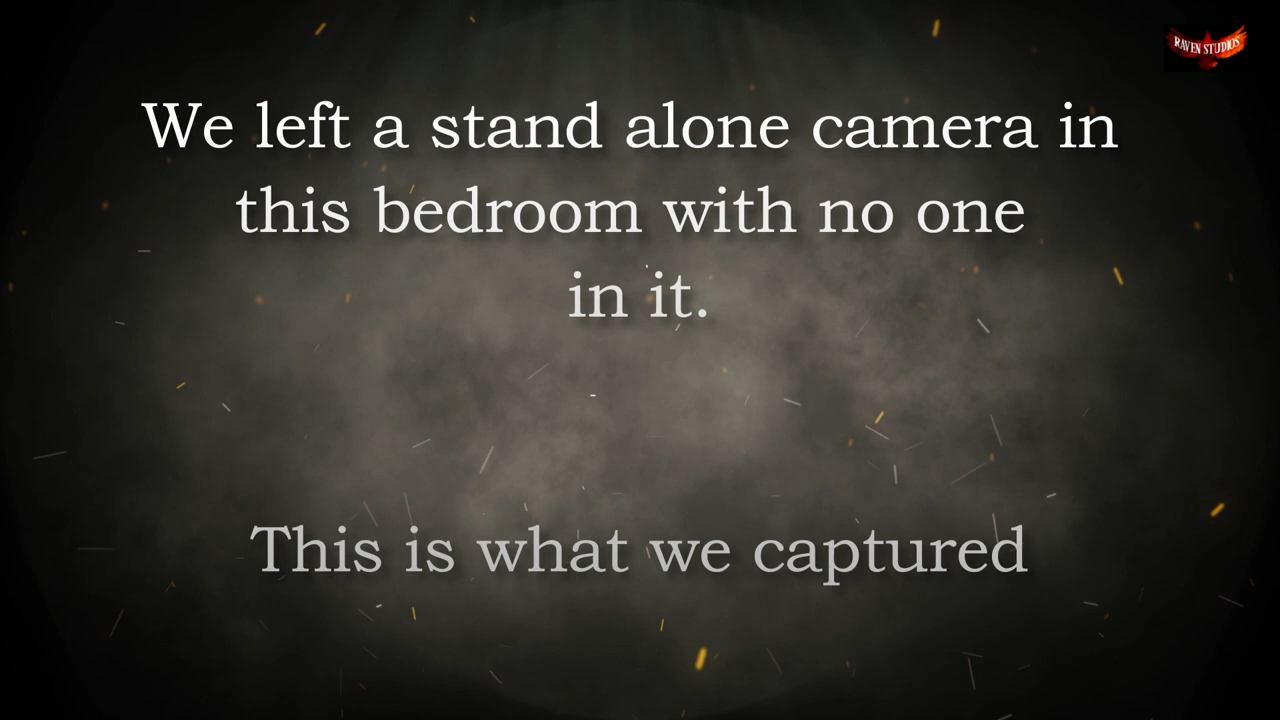 RAVEN STUDIOS
We left a stand alone camera in
this bedroom with no one
in it.
This is what we captured